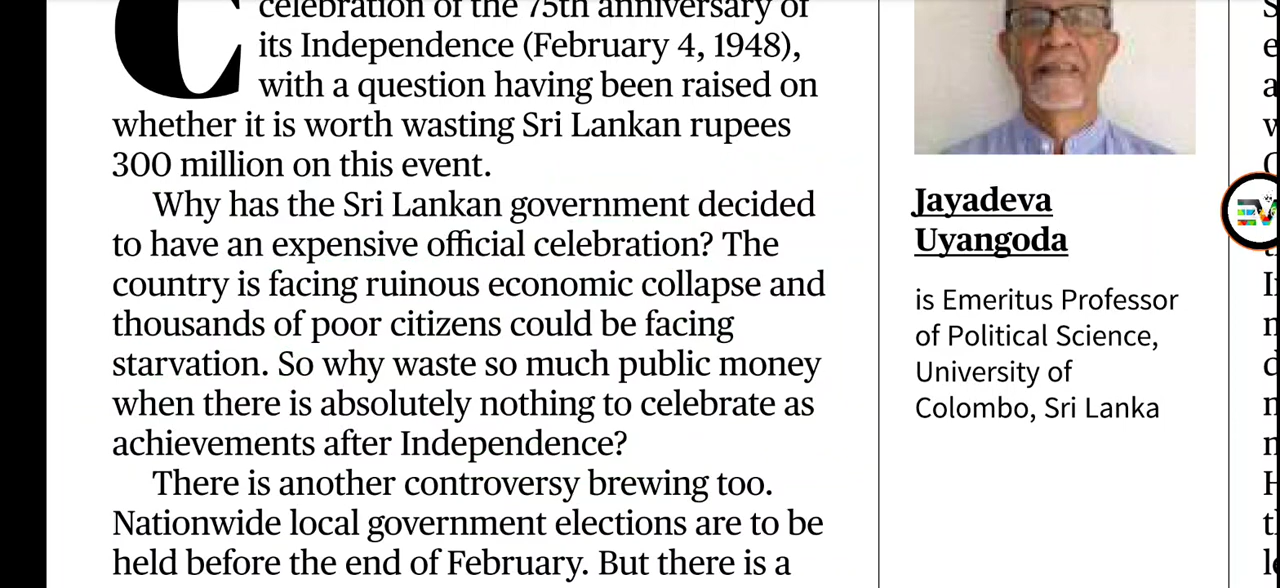 C
celebration of the 75th anniversary of
its Independence (February 4, 1948),
with a question having been raised on
whether it is worth wasting Sri Lankan rupees
300 million on this event.
Why has the Sri Lankan government decided
to have an expensive official celebration? The
country is facing ruinous economic collapse and
thousands of poor citizens could be facing
starvation. So why waste so much public money
when there is absolutely nothing to celebrate as
achievements after Independence?
There is another controversy brewing too.
Nationwide local government elections are to be
held before the end of February. But there is a
Jayadeva
Uyangoda
is Emeritus Professor
of Political Science,
University of
Colombo, Sri Lanka
EV